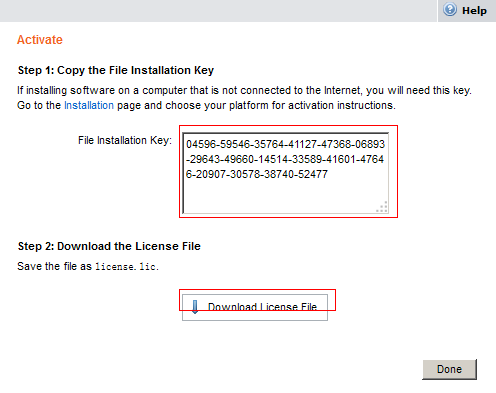 Help
Activate
Step 1: Copy the File Installation Key
If installing software on a computer that is not connected to the Internet, you will need this key.
Go to the Installation page and choose your platform for activation instructions.
File Installation Key:
04596-59546-35764-41127-47368-06893
-29643-49660-14514-33589-41601-4764
6-20907-30578-38740-52477
Step 2: Download the License File
Save the file as license.lic.
Download License File
Done